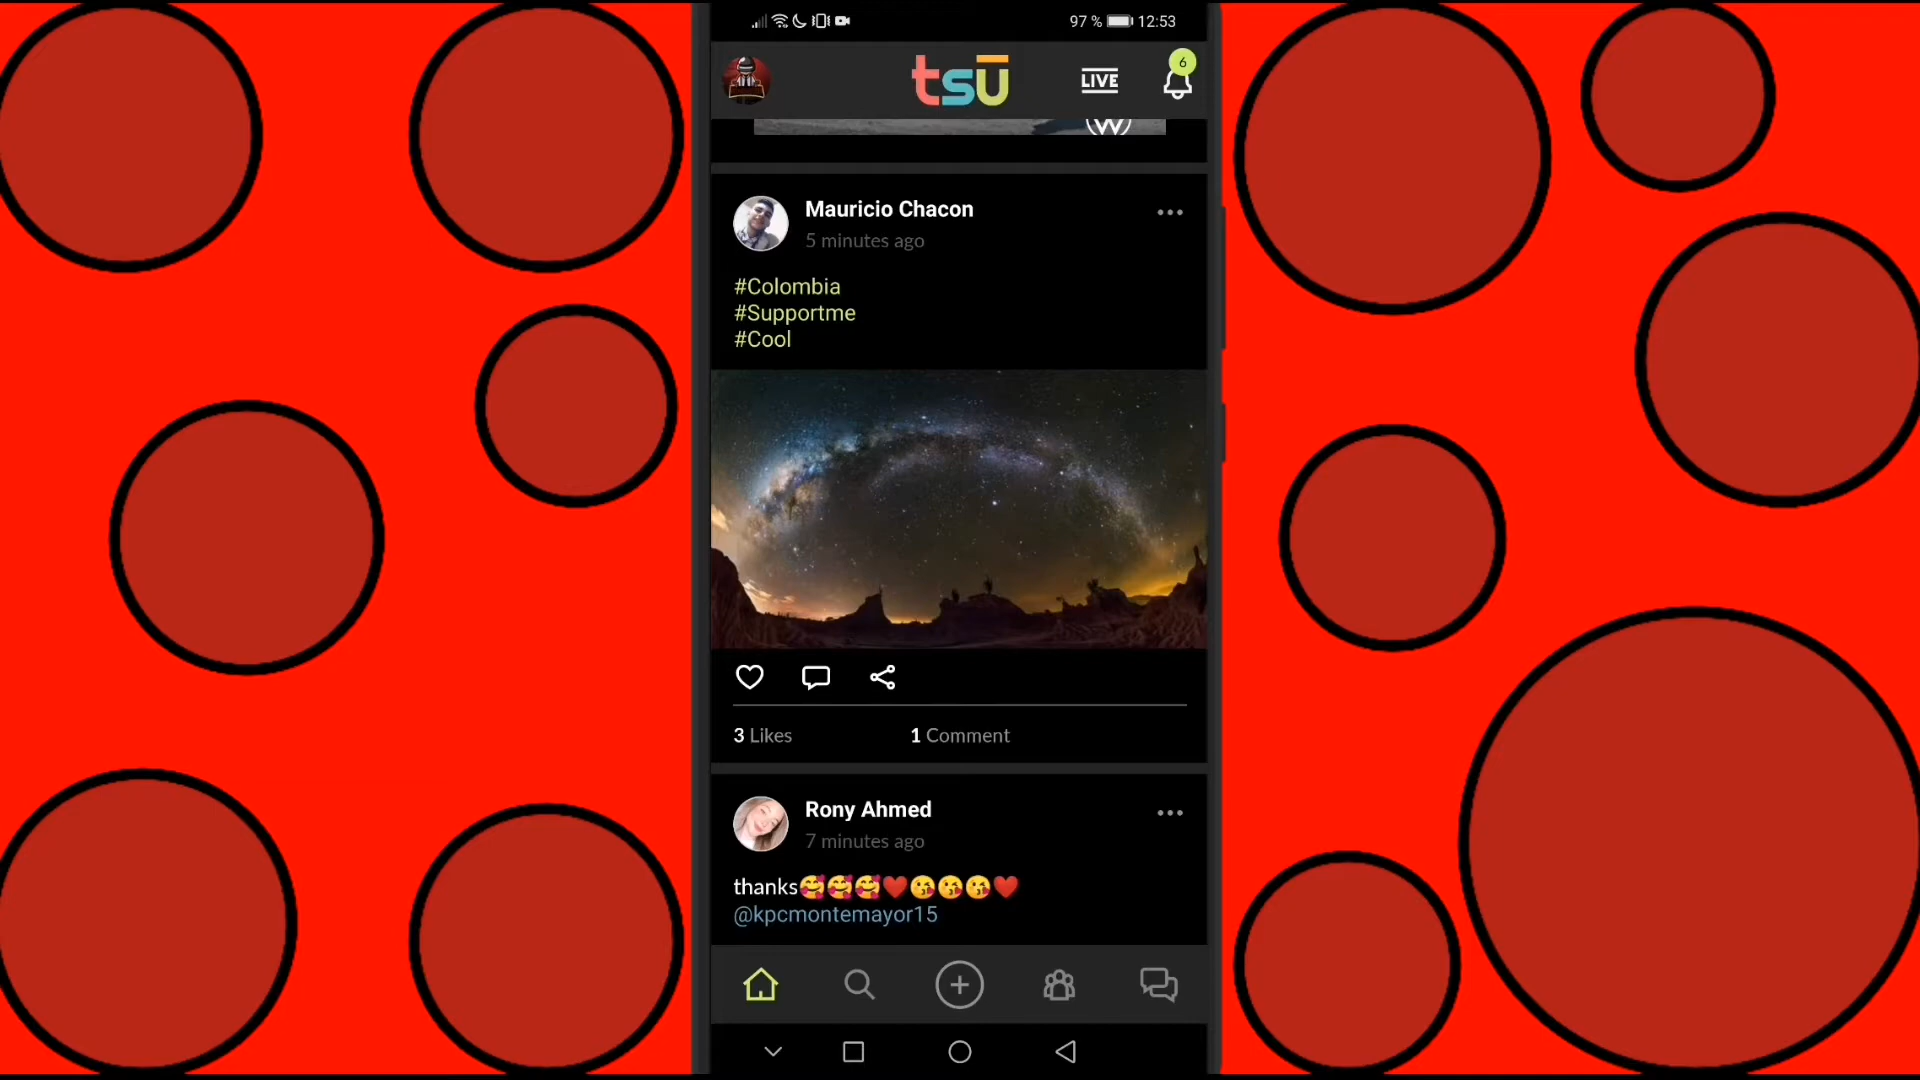 97 % 12:53
tsū LIVE 6
W
Mauricio Chacon
5 minutes ago
#Colombia
#Supportme
#Cool
3 Likes 1 Comment
Rony Ahmed
7 minutes ago
thanks🥰🥰🥰❤️😘😘😘❤️
@kpcmontemayor15